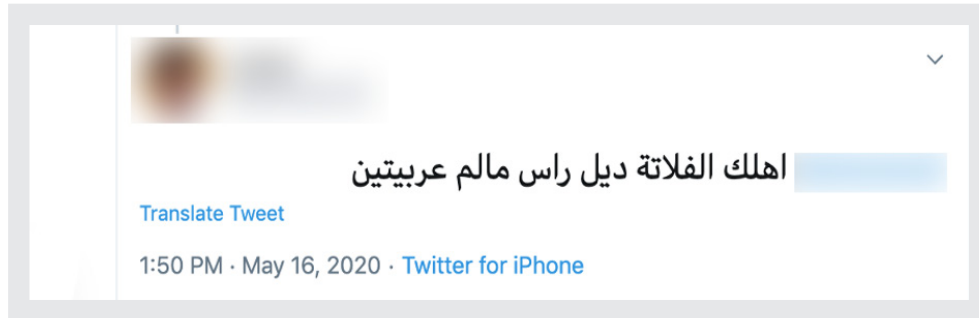 اهلك الفلاتة ديل راس مالم عربيتين
Translate Tweet
1:50 PM · May 16, 2020 · Twitter for iPhone